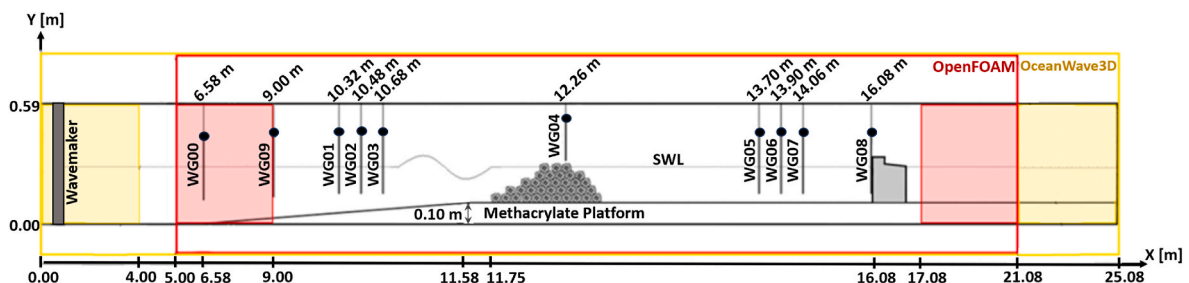 Y [m]
0.59
0.00
Wavemaker
6.58 m
9.00 m
10.32 m
10.48 m
10.68 m
12.26 m
13.70 m
13.90 m
14.06 m
16.08 m
OpenFOAM
OceanWave3D
WG00
WG09
WG01
WG02
WG03
WG04
SWL
WG05
WG06
WG07
WG08
0.10 m
Methacrylate Platform
X [m]
0.00 4.00 5.00 6.58 9.00 11.58 11.75 16.08 17.08 21.08 25.08